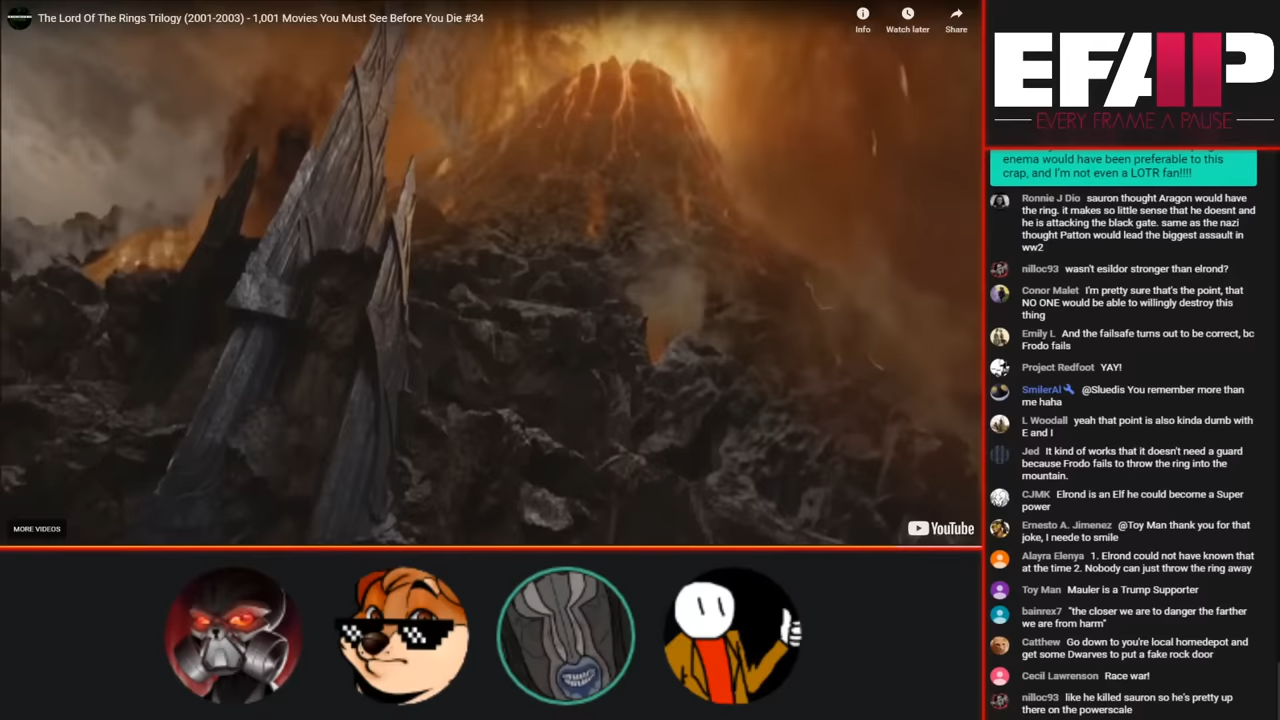 The Lord Of The Rings Trilogy (2001-2003) - 1,001 Movies You Must See Before You Die #34
Info
Watch later
Share
MORE VIDEOS
YouTube
EFAP
EVERY FRAME A PAUSE
enema would have been preferable to this
crap, and I'm not even a LOTR fan!!!!
Ronnie J Dio sauron thought Aragon would have
the ring. it makes so little sense that he doesnt and
he is attacking the black gate. same as the nazi
thought Patton would lead the biggest assault in
ww2
nilloc93 wasn't esildor stronger than elrond?
Conor Malet I'm pretty sure that's the point, that
NO ONE would be able to willingly destroy this
thing
Emily L And the failsafe turns out to be correct, bc
Frodo fails
Project Redfoot YAY!
SmilerAl @Sluedis You remember more than
me haha
L Woodall yeah that point is also kinda dumb with
E and I
Jed It kind of works that it doesn't need a guard
because Frodo fails to throw the ring into the
mountain.
CJMK Elrond is an Elf he could become a Super
power
Ernesto A. Jimenez @Toy Man thank you for that
joke, I neede to smile
Alayra Elenya 1. Elrond could not have known that
at the time 2. Nobody can just throw the ring away
Toy Man Mauler is a Trump Supporter
bainrex7 "the closer we are to danger the farther
we are from harm"
Catthew Go down to you're local homedepot and
get some Dwarves to put a fake rock door
Cecil Lawrenson Race war!
nilloc93 like he killed sauron so he's pretty up
there on the powerscale